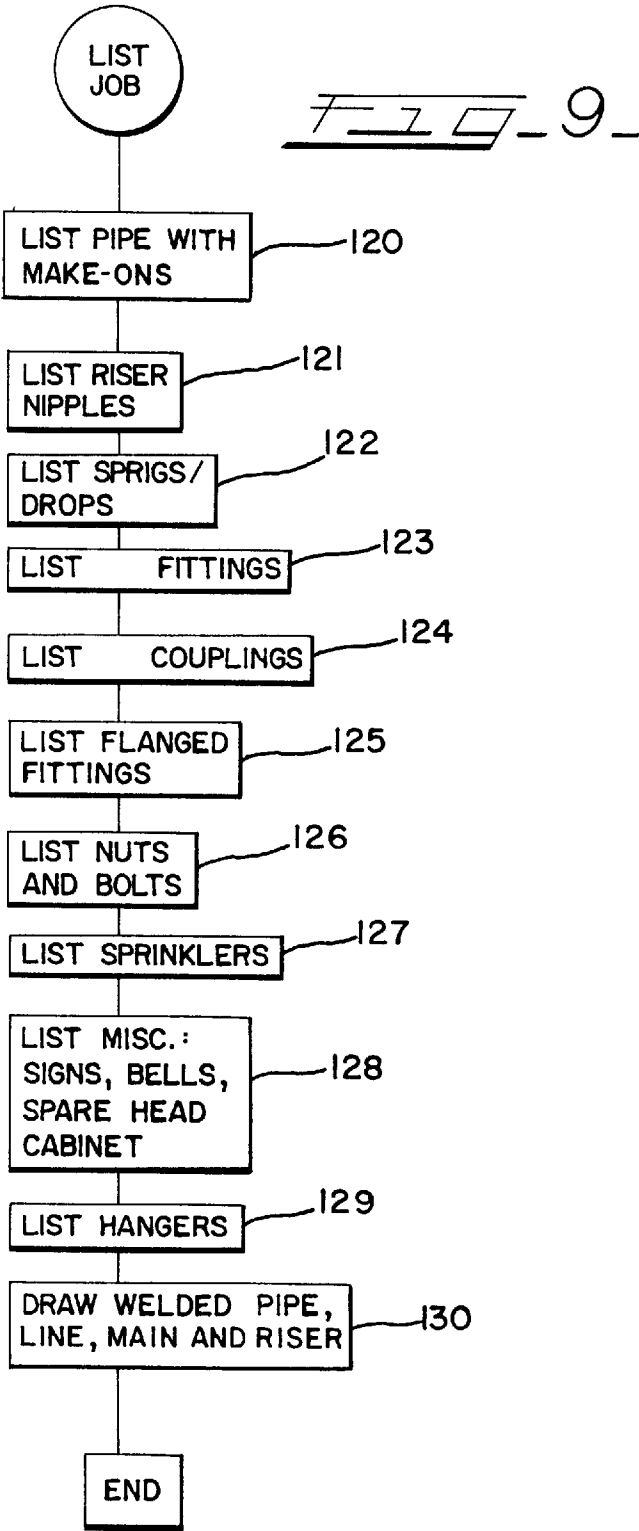 LIST
JOB
Fig_9_
LIST PIPE WITH
MAKE-ONS
120
LIST RISER
NIPPLES
121
LIST SPRIGS/
DROPS
122
LIST FITTINGS
123
LIST COUPLINGS
124
LIST FLANGED
FITTINGS
125
LIST NUTS
AND BOLTS
126
LIST SPRINKLERS
127
LIST MISC.:
SIGNS, BELLS,
SPARE HEAD
CABINET
128
LIST HANGERS
129
DRAW WELDED PIPE,
LINE, MAIN AND RISER
130
END